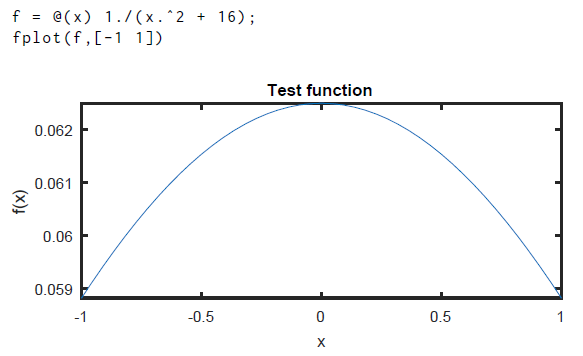 f = @(x) 1./(x.^2 + 16);
fplot(f,[-1 1])
Test function
0.062
0.061
0.06
0.059
f(x)
-1 -0.5 0 0.5 1
x